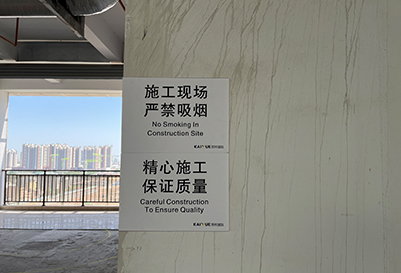 施工现场
严禁吸烟
No Smoking In
Construction Site
精心施工
保证质量
Careful Construction
To Ensure Quality